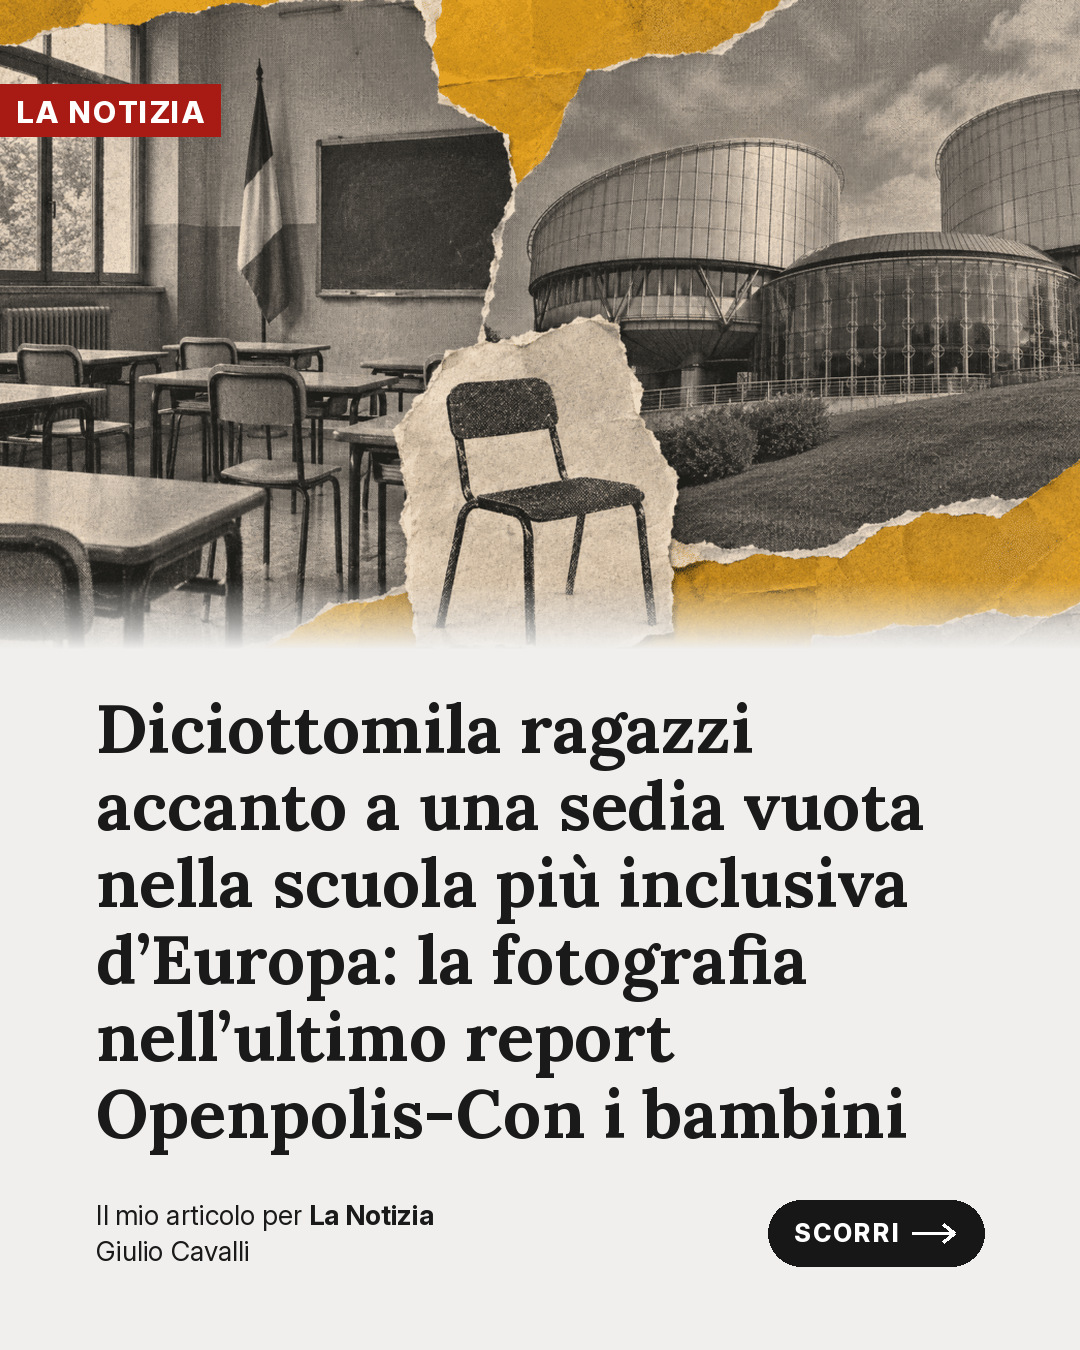 LA NOTIZIA
Diciottomila ragazzi
accanto a una sedia vuota
nella scuola più inclusiva
d’Europa: la fotografia
nell’ultimo report
Openpolis-Con i bambini
Il mio articolo per La Notizia
Giulio Cavalli
SCORRI